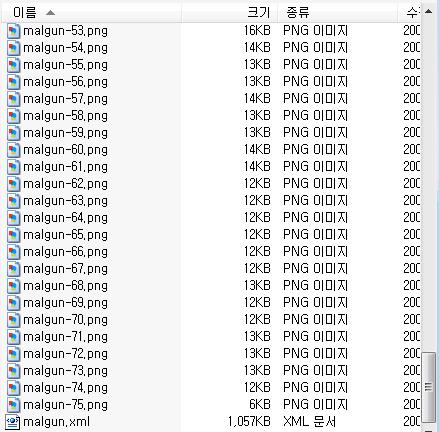 이름 크기 종류 수
malgun-53.png 16KB PNG 이미지 200
malgun-54.png 14KB PNG 이미지 200
malgun-55.png 13KB PNG 이미지 200
malgun-56.png 13KB PNG 이미지 200
malgun-57.png 14KB PNG 이미지 200
malgun-58.png 13KB PNG 이미지 200
malgun-59.png 13KB PNG 이미지 200
malgun-60.png 14KB PNG 이미지 200
malgun-61.png 14KB PNG 이미지 200
malgun-62.png 12KB PNG 이미지 200
malgun-63.png 12KB PNG 이미지 200
malgun-64.png 12KB PNG 이미지 200
malgun-65.png 12KB PNG 이미지 200
malgun-66.png 12KB PNG 이미지 200
malgun-67.png 12KB PNG 이미지 200
malgun-68.png 13KB PNG 이미지 200
malgun-69.png 13KB PNG 이미지 200
malgun-70.png 12KB PNG 이미지 200
malgun-71.png 13KB PNG 이미지 200
malgun-72.png 13KB PNG 이미지 200
malgun-73.png 13KB PNG 이미지 200
malgun-74.png 12KB PNG 이미지 200
malgun-75.png 6KB PNG 이미지 200
malgun.xml 1,057KB XML 문서 200